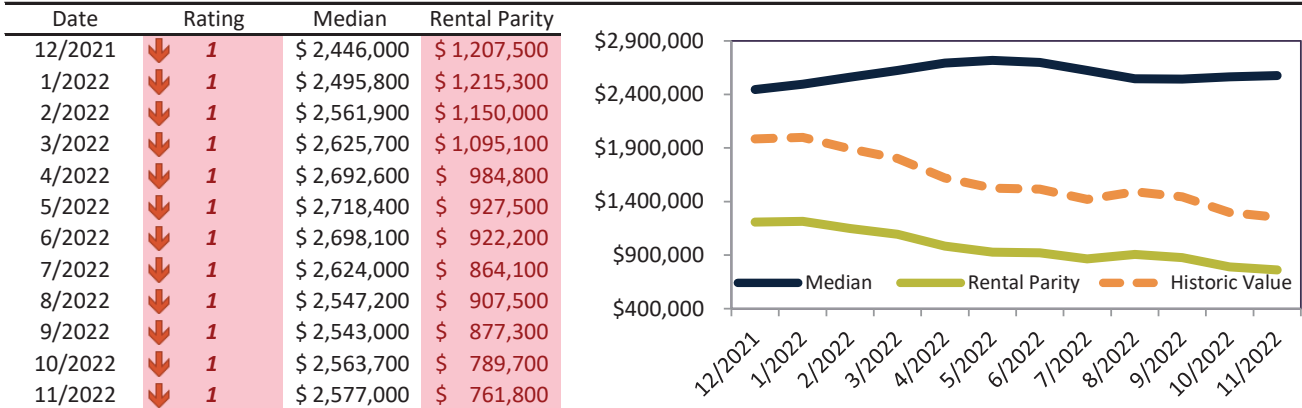 Date Rating Median Rental Parity
12/2021 1 $ 2,446,000 $ 1,207,500
1/2022 1 $ 2,495,800 $ 1,215,300
2/2022 1 $ 2,561,900 $ 1,150,000
3/2022 1 $ 2,625,700 $ 1,095,100
4/2022 1 $ 2,692,600 $ 984,800
5/2022 1 $ 2,718,400 $ 927,500
6/2022 1 $ 2,698,100 $ 922,200
7/2022 1 $ 2,624,000 $ 864,100
8/2022 1 $ 2,547,200 $ 907,500
9/2022 1 $ 2,543,000 $ 877,300
10/2022 1 $ 2,563,700 $ 789,700
11/2022 1 $ 2,577,000 $ 761,800
$2,900,000
$2,400,000
$1,900,000
$1,400,000
$900,000
$400,000
Median Rental Parity Historic Value
12/2021 1/2022 2/2022 3/2022 4/2022 5/2022 6/2022 7/2022 8/2022 9/2022 10/2022 11/2022